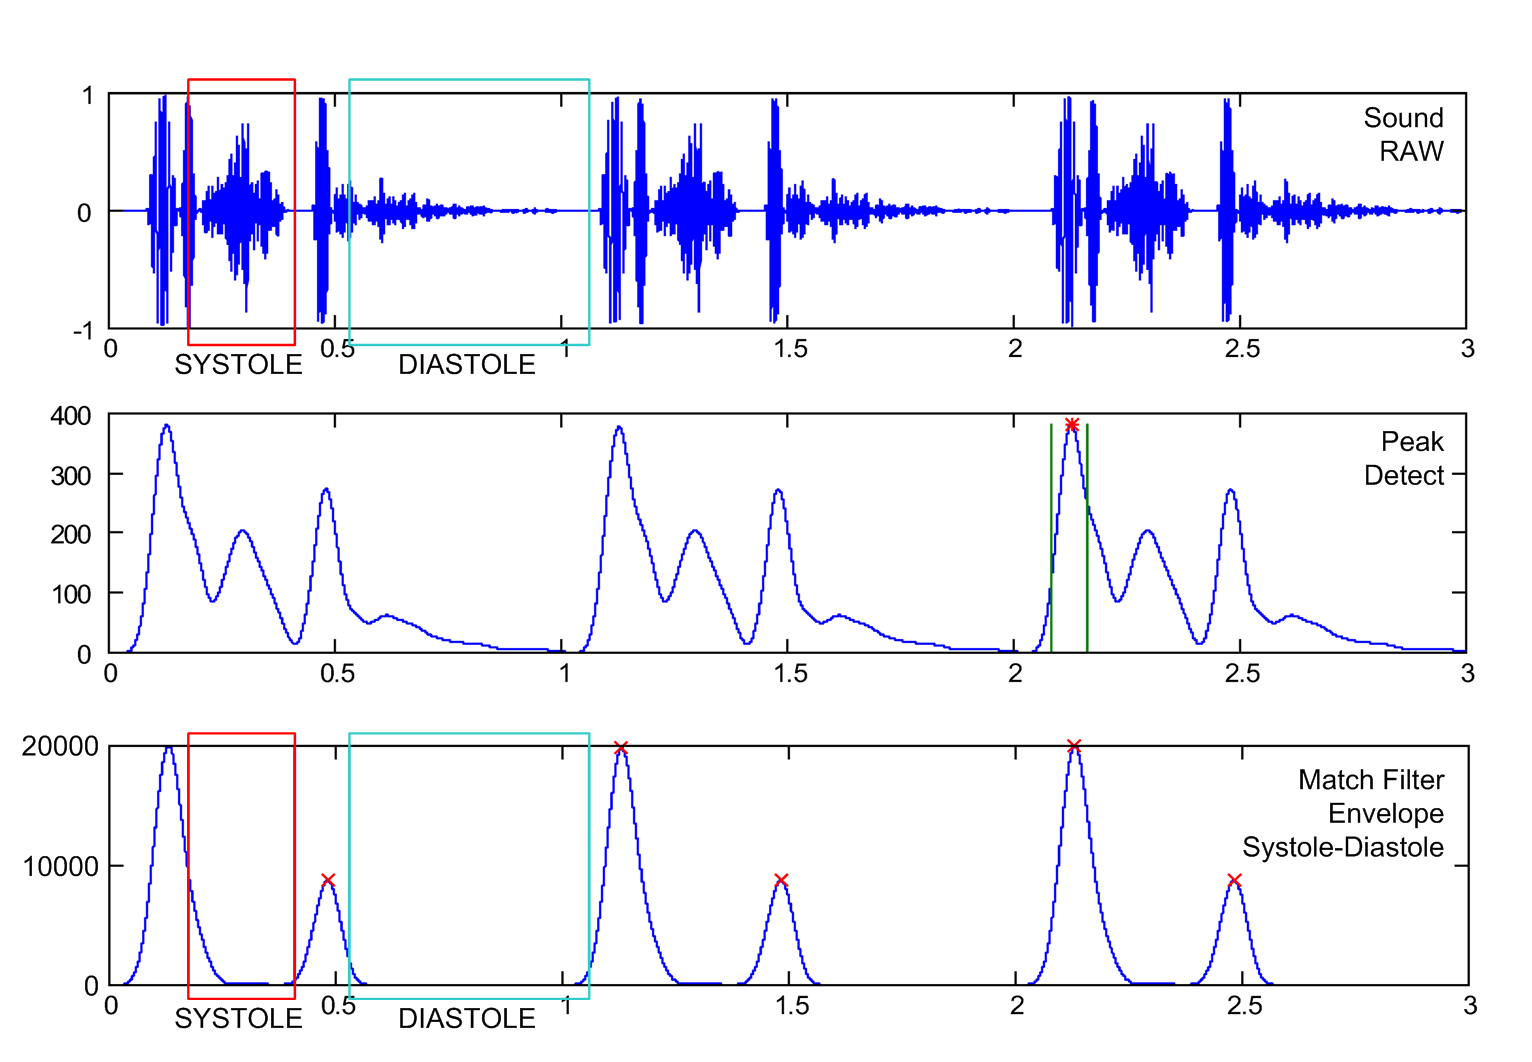 1
Sound
RAW
0
-1
0 0.5 1 1.5 2 2.5 3
SYSTOLE DIASTOLE
400
Peak
Detect
300
200
100
0
0 0.5 1 1.5 2 2.5 3
20000
Match Filter
Envelope
Systole-Diastole
10000
0
0 0.5 1 1.5 2 2.5 3
SYSTOLE DIASTOLE